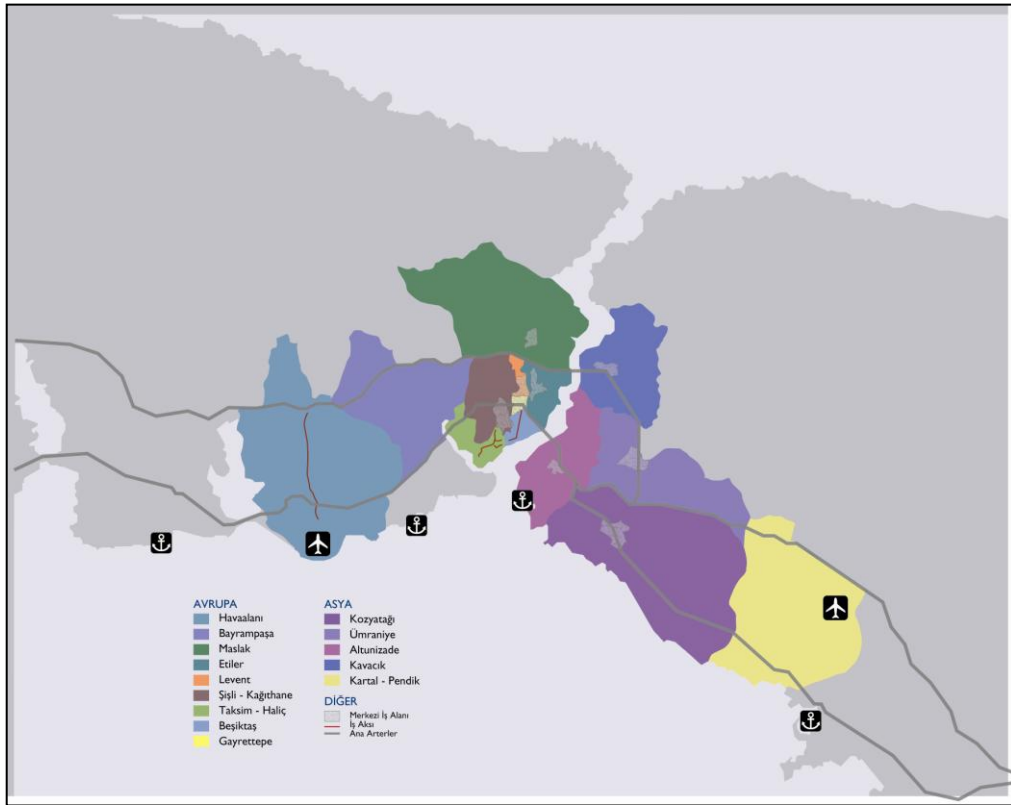 AVRUPA
Havaalanı
Bayrampaşa
Maslak
Etiler
Levent
Şişli - Kağıthane
Taksim - Haliç
Beşiktaş
Gayrettepe
ASYA
Kozyatağı
Ümraniye
Altunizade
Kavacık
Kartal - Pendik
DİĞER
Merkezi İş Alanı
İş Aksı
Ana Arterler